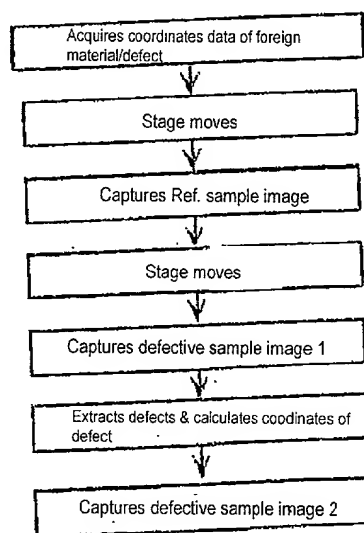 Acquires coordinates data of foreign
material/defect
Stage moves
Captures Ref. sample image
Stage moves
Captures defective sample image 1
Extracts defects & calculates coodinates of
defect
Captures defective sample image 2